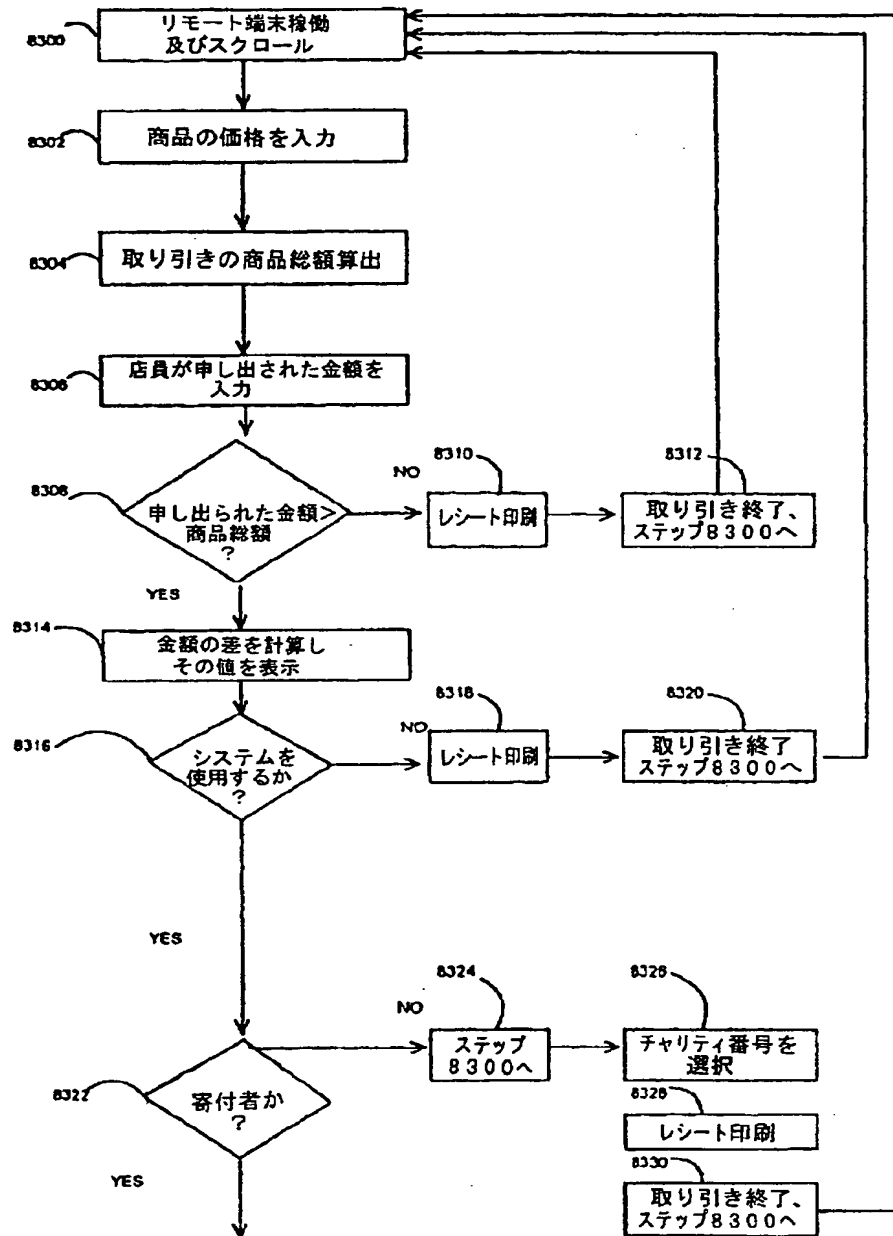 8300
リモート端末稼働
及びスクロール
8302
商品の価格を入力
8304
取り引きの商品総額算出
8306
店員が申し出された金額を
入力
8308
申し出られた金額>
商品総額
?
NO
8310
レシート印刷
8312
取り引き終了、
ステップ8300へ
YES
8314
金額の差を計算し
その値を表示
8316
システムを
使用するか
?
NO
8318
レシート印刷
8320
取り引き終了
ステップ8300へ
YES
8322
寄付者か
?
NO
8324
ステップ
8300へ
8326
チャリティ番号を
選択
8328
レシート印刷
8330
取り引き終了、
ステップ8300へ
YES